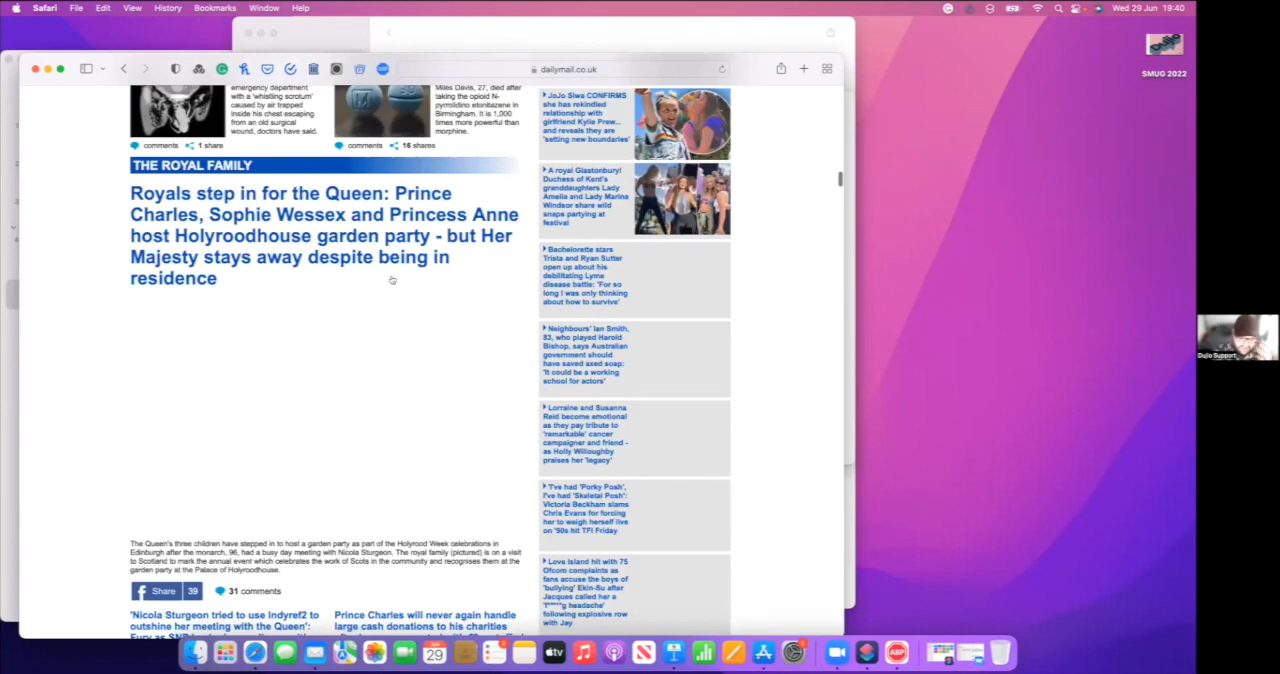 Safari File Edit View History Bookmarks Window Help
Wed 29 Jun 19:40
SMUG 2022
dailymail.co.uk
emergency department
with a 'whistling scrotum'
caused by air trapped
inside his chest escaping
from an old surgical
wound, doctors have said.
comments 1 share
Miles Davis, 27, died after
taking the opioid N-
pyrrolidino etonitazene in
Birmingham. It is 1,000
times more powerful than
morphine.
comments 16 shares
THE ROYAL FAMILY
Royals step in for the Queen: Prince
Charles, Sophie Wessex and Princess Anne
host Holyroodhouse garden party - but Her
Majesty stays away despite being in
residence
The Queen's three children have stepped in to host a garden party as part of the Holyrood Week celebrations in
Edinburgh after the monarch, 96, had a busy day meeting with Nicola Sturgeon. The royal family (pictured) is on a visit
to Scotland to mark the annual event which celebrates the work of Scots in the community and recognises them at the
garden party at the Palace of Holyroodhouse.
Share 39 31 comments
'Nicola Sturgeon tried to use Indyref2 to
outshine her meeting with the Queen':
Prince Charles will never again handle
large cash donations to his charities
JoJo Siwa CONFIRMS
she has rekindled
relationship with
girlfriend Kylie Prew...
and reveals they are
'setting new boundaries'
A royal Glastonbury!
Duchess of Kent's
granddaughters Lady
Amelia and Lady Marina
Windsor share wild
snaps partying at
festival
Bachelorette stars
Trista and Ryan Sutter
open up about his
debilitating Lyme
disease battle: 'For so
long I was only thinking
about how to survive'
Neighbours' Ian Smith,
83, who played Harold
Bishop, says Australian
government should
have saved axed soap:
'It could be a working
school for actors'
Lorraine and Susanna
Reid become emotional
as they pay tribute to
'remarkable' cancer
campaigner and friend -
as Holly Willoughby
praises her 'legacy'
'I've had 'Porky Posh',
I've had 'Skeletal Posh':
Victoria Beckham slams
Chris Evans for forcing
her to weigh herself live
on '90s hit TFI Friday
Love Island hit with 75
Ofcom complaints as
fans accuse the boys of
'bullying' Ekin-Su after
Jacques called her a
'f*****g headache'
following explosive row
with Jay
Dujio Support
29
tv
ABP